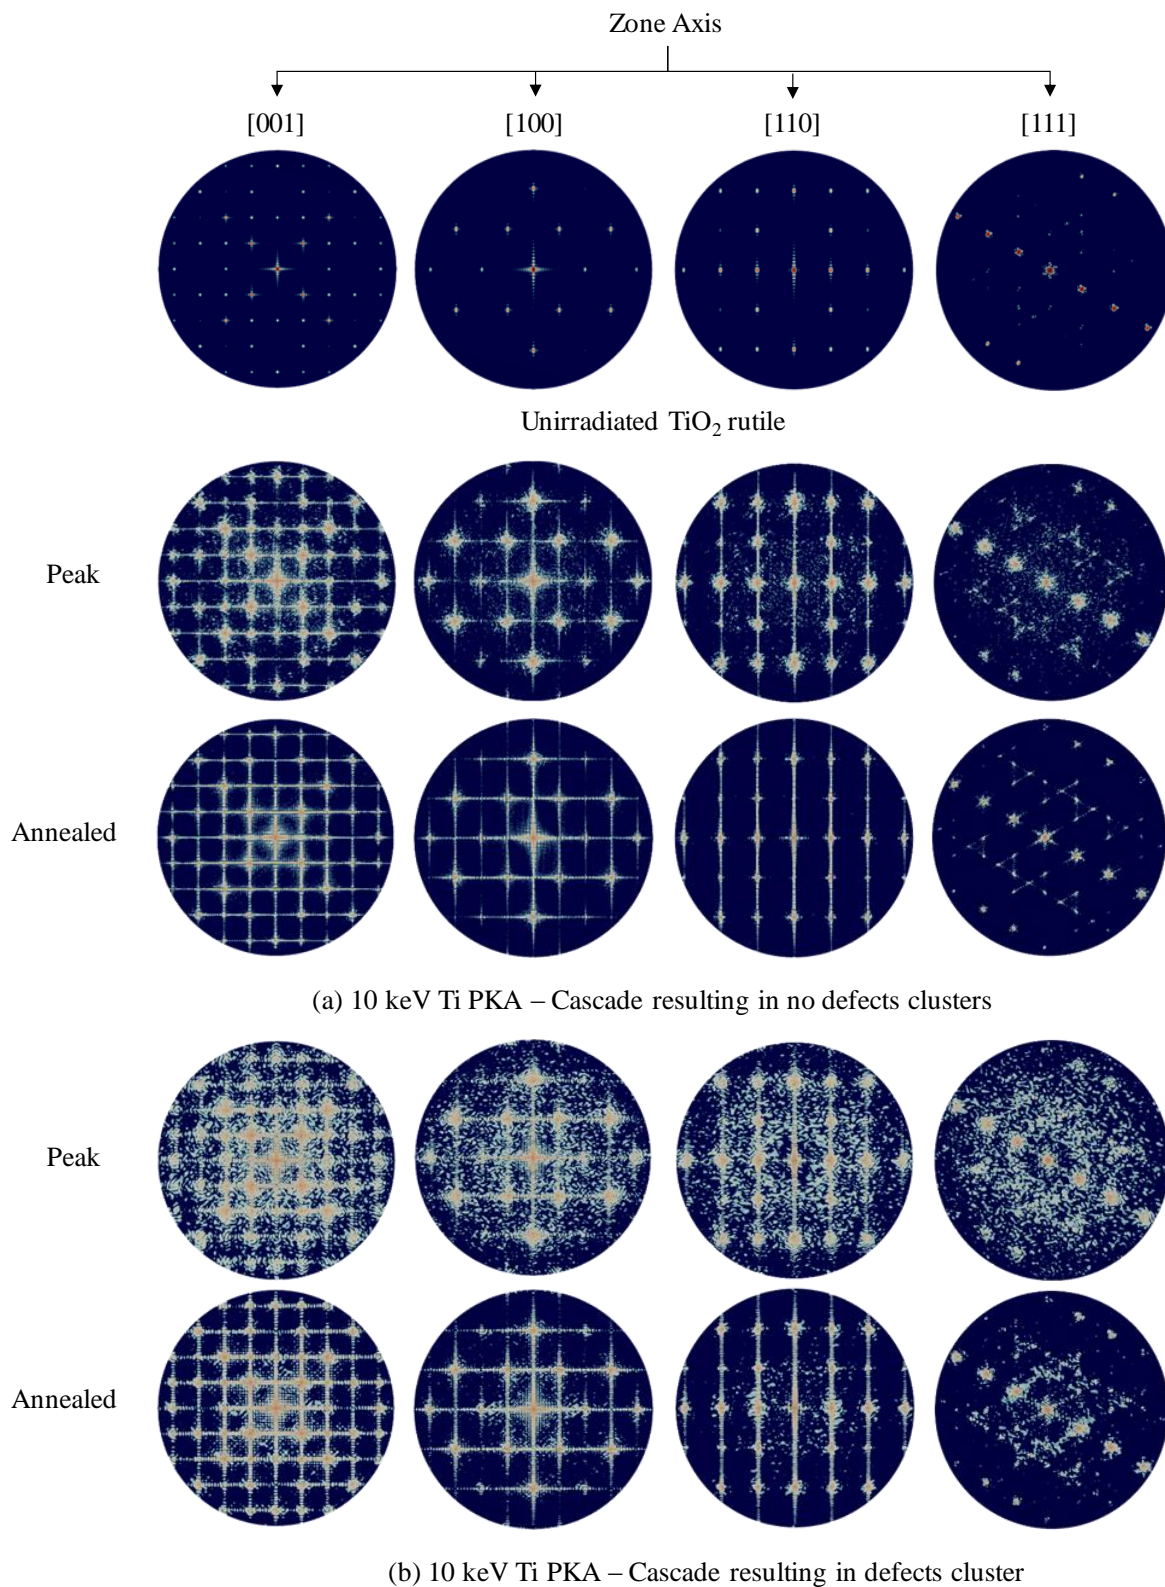 Zone Axis
[001] [100] [110] [111]
Unirradiated TiO₂ rutile
Peak
Annealed
(a) 10 keV Ti PKA – Cascade resulting in no defects clusters
Peak
Annealed
(b) 10 keV Ti PKA – Cascade resulting in defects cluster